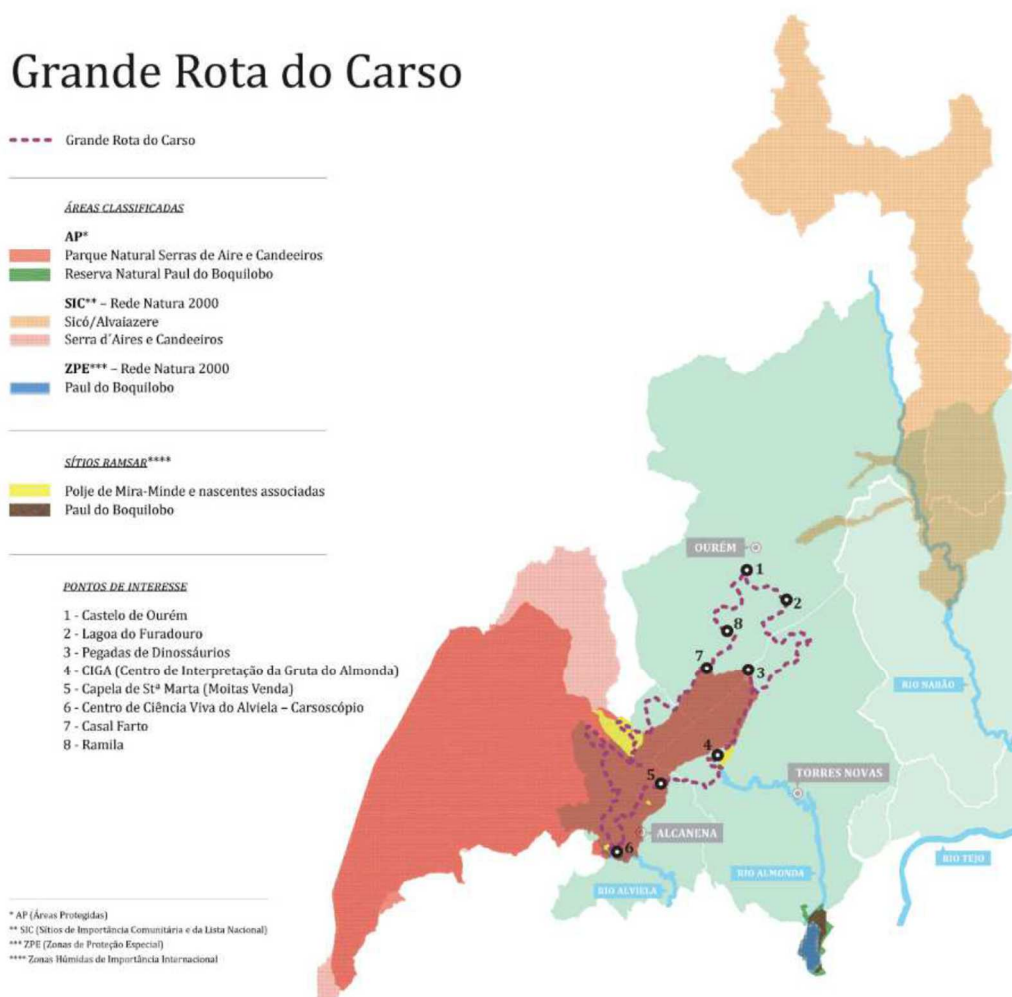 Grande Rota do Carso
Grande Rota do Carso
ÁREAS CLASSIFICADAS
AP*
Parque Natural Serras de Aire e Candeeiros
Reserva Natural Paul do Boquilobo
SIC** – Rede Natura 2000
Sicó/Alvaiazere
Serra d´Aires e Candeeiros
ZPE*** – Rede Natura 2000
Paul do Boquilobo
SÍTIOS RAMSAR****
Polje de Mira-Minde e nascentes associadas
Paul do Boquilobo
PONTOS DE INTERESSE
1 - Castelo de Ourém
2 - Lagoa do Furadouro
3 - Pegadas de Dinossáurios
4 - CIGA (Centro de Interpretação da Gruta do Almonda)
5 - Capela de Stª Marta (Moitas Venda)
6 - Centro de Ciência Viva do Alviela – Carsoscópio
7 - Casal Farto
8 - Ramila
* AP (Áreas Protegidas)
** SIC (Sítios de Importância Comunitária e da Lista Nacional)
*** ZPE (Zonas de Proteção Especial)
**** Zonas Húmidas de Importância Internacional
OURÉM
1
2
8
7
3
RIO NABÃO
4
5
TORRES NOVAS
ALCANENA
6
RIO TEJO
RIO ALMONDA
RIO ALVIELA